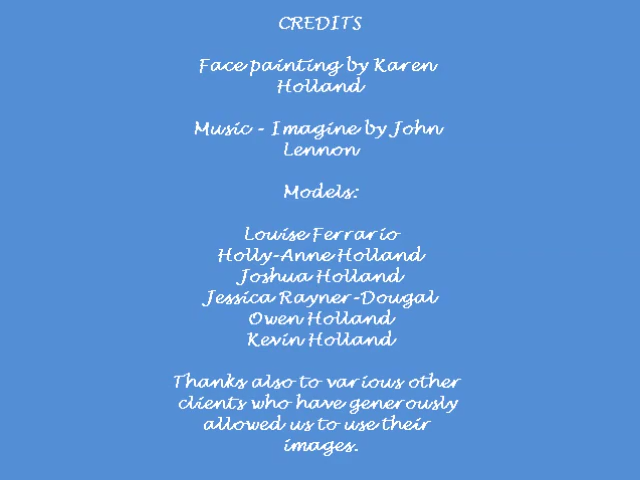 CREDITS
Face painting by Karen
Holland
Music - Imagine by John
Lennon
Models:
Louise Ferrario
Holly-Anne Holland
Joshua Holland
Jessica Rayner-Dougal
Owen Holland
Kevin Holland
Thanks also to various other
clients who have generously
allowed us to use their
images.